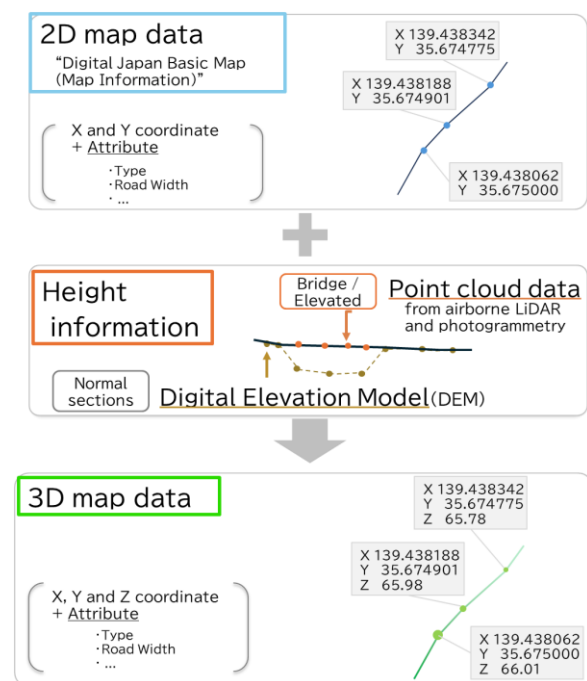 2D map data
“Digital Japan Basic Map
(Map Information)”
X and Y coordinate
+ Attribute
・Type
・Road Width
・...
X 139.438342
Y 35.674775
X 139.438188
Y 35.674901
X 139.438062
Y 35.675000
Height
information
Bridge /
Elevated
Point cloud data
from airborne LiDAR
and photogrammetry
Normal
sections
Digital Elevation Model(DEM)
3D map data
X, Y and Z coordinate
+ Attribute
・Type
・Road Width
・...
X 139.438342
Y 35.674775
Z 65.78
X 139.438188
Y 35.674901
Z 65.98
X 139.438062
Y 35.675000
Z 66.01